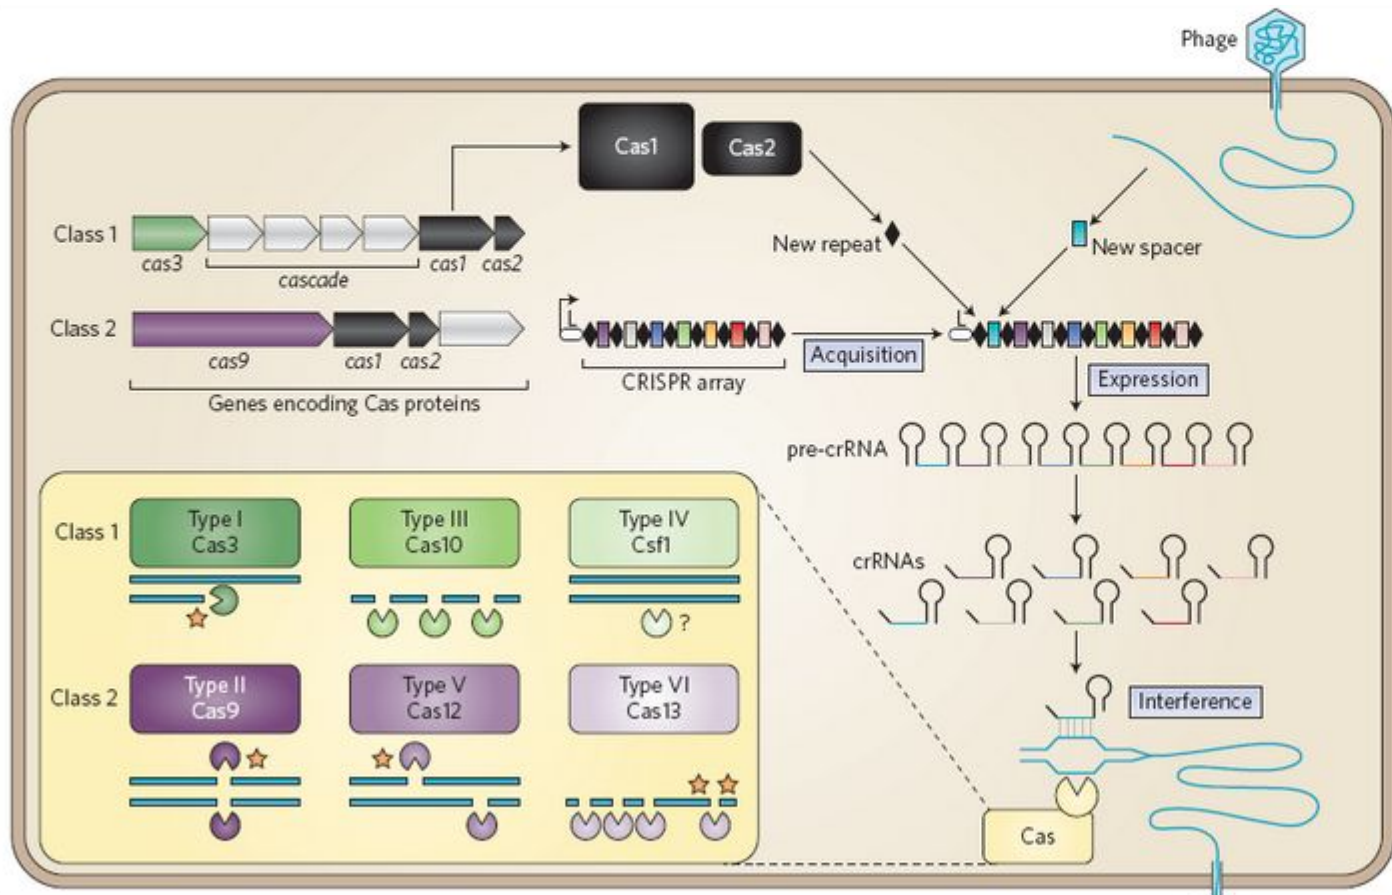 Phage
Cas1
Cas2
Class 1
cas3
cascade
cas1
cas2
New repeat
New spacer
Class 2
cas9
cas1
cas2
Genes encoding Cas proteins
L
CRISPR array
Acquisition
L
Expression
pre-crRNA
crRNAs
Interference
Cas
Class 1
Type I
Cas3
Type III
Cas10
Type IV
Csf1
?
Class 2
Type II
Cas9
Type V
Cas12
Type VI
Cas13